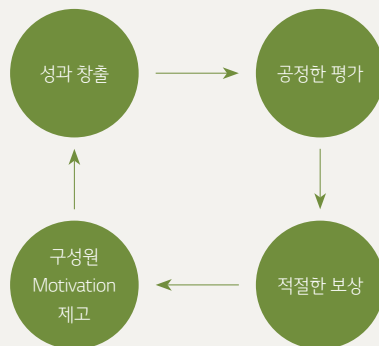 성과 창출
공정한 평가
구성원
Motivation
제고
적절한 보상